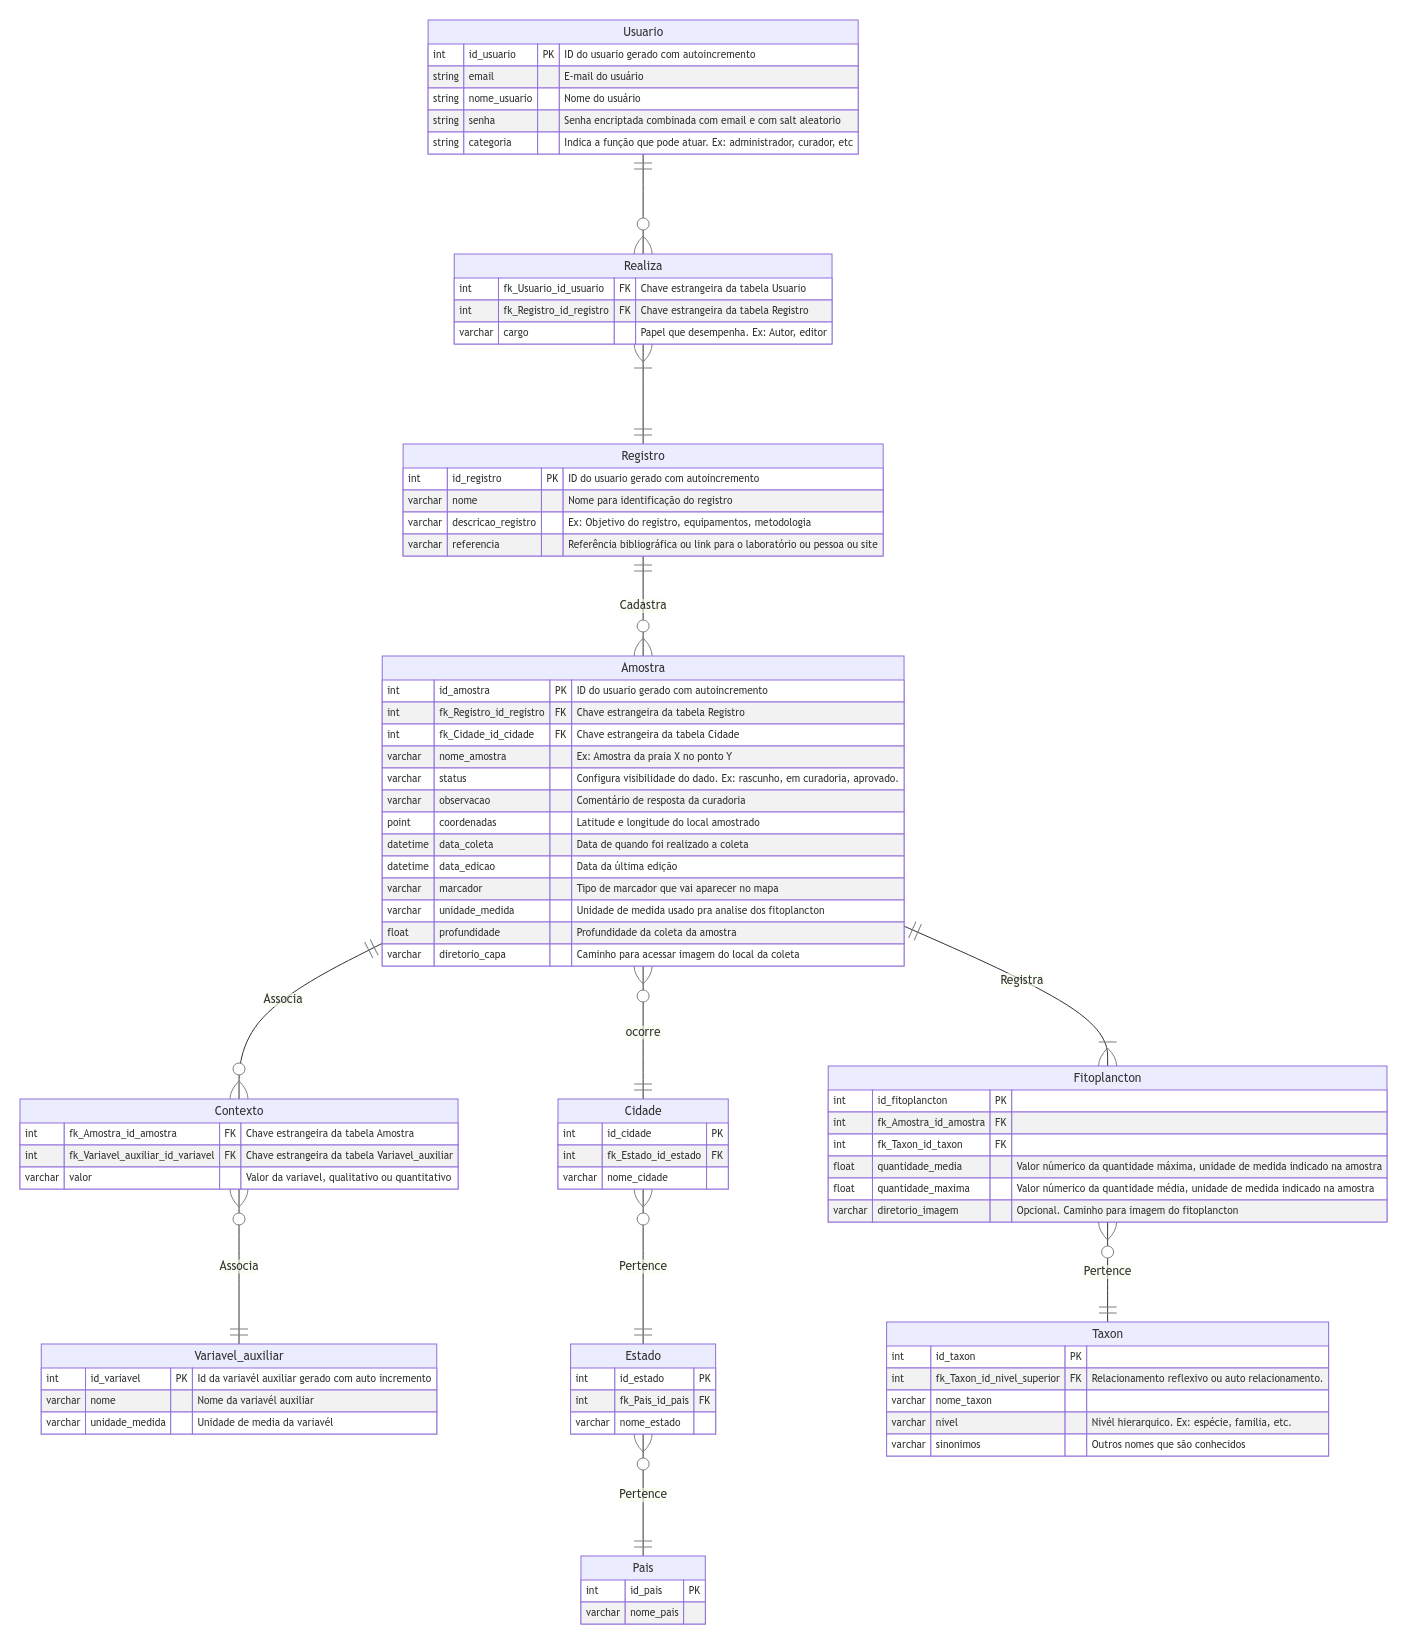 Usuario
int id_usuario PK ID do usuario gerado com autoincremento
string email E-mail do usuário
string nome_usuario Nome do usuário
string senha Senha encriptada combinada com email e com salt aleatorio
string categoria Indica a função que pode atuar. Ex: administrador, curador, etc
Realiza
int fk_Usuario_id_usuario FK Chave estrangeira da tabela Usuario
int fk_Registro_id_registro FK Chave estrangeira da tabela Registro
varchar cargo Papel que desempenha. Ex: Autor, editor
Registro
int id_registro PK ID do usuario gerado com autoincremento
varchar nome Nome para identificação do registro
varchar descricao_registro Ex: Objetivo do registro, equipamentos, metodologia
varchar referencia Referência bibliográfica ou link para o laboratório ou pessoa ou site
Cadastra
Amostra
int id_amostra PK ID do usuario gerado com autoincremento
int fk_Registro_id_registro FK Chave estrangeira da tabela Registro
int fk_Cidade_id_cidade FK Chave estrangeira da tabela Cidade
varchar nome_amostra Ex: Amostra da praia X no ponto Y
varchar status Configura visibilidade do dado. Ex: rascunho, em curadoria, aprovado.
varchar observacao Comentário de resposta da curadoria
point coordenadas Latitude e longitude do local amostrado
datetime data_coleta Data de quando foi realizado a coleta
datetime data_edicao Data da última edição
varchar marcador Tipo de marcador que vai aparecer no mapa
varchar unidade_medida Unidade de medida usado pra analise dos fitoplancton
float profundidade Profundidade da coleta da amostra
varchar diretorio_capa Caminho para acessar imagem do local da coleta
Associa
ocorre
Registra
Contexto
int fk_Amostra_id_amostra FK Chave estrangeira da tabela Amostra
int fk_Variavel_auxiliar_id_variavel FK Chave estrangeira da tabela Variavel_auxiliar
varchar valor Valor da variavel, qualitativo ou quantitativo
Cidade
int id_cidade PK
int fk_Estado_id_estado FK
varchar nome_cidade
Fitoplancton
int id_fitoplancton PK
int fk_Amostra_id_amostra FK
int fk_Taxon_id_taxon FK
float quantidade_media Valor númerico da quantidade máxima, unidade de medida indicado na amostra
float quantidade_maxima Valor númerico da quantidade média, unidade de medida indicado na amostra
varchar diretorio_imagem Opcional. Caminho para imagem do fitoplancton
Associa
Pertence
Pertence
Variavel_auxiliar
int id_variavel PK Id da variavél auxiliar gerado com auto incremento
varchar nome Nome da variavél auxiliar
varchar unidade_medida Unidade de media da variavél
Estado
int id_estado PK
int fk_Pais_id_pais FK
varchar nome_estado
Taxon
int id_taxon PK
int fk_Taxon_id_nivel_superior FK Relacionamento reflexivo ou auto relacionamento.
varchar nome_taxon
varchar nivel Nivél hierarquico. Ex: espécie, familia, etc.
varchar sinonimos Outros nomes que são conhecidos
Pertence
Pais
int id_pais PK
varchar nome_pais